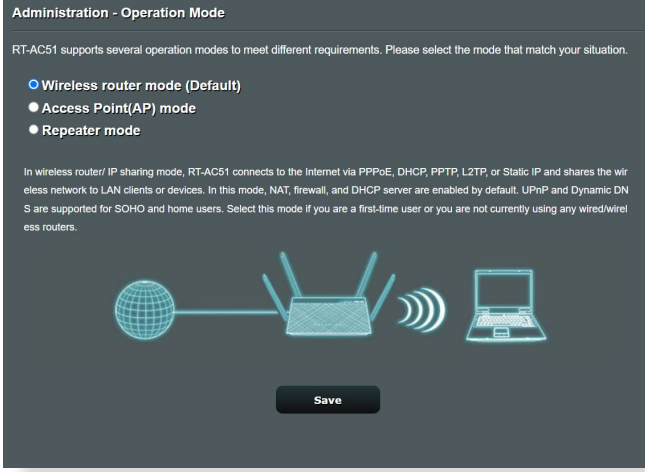 Administration - Operation Mode
RT-AC51 supports several operation modes to meet different requirements. Please select the mode that match your situation.
Wireless router mode (Default)
Access Point(AP) mode
Repeater mode
In wireless router/ IP sharing mode, RT-AC51 connects to the Internet via PPPoE, DHCP, PPTP, L2TP, or Static IP and shares the wir
eless network to LAN clients or devices. In this mode, NAT, firewall, and DHCP server are enabled by default. UPnP and Dynamic DN
S are supported for SOHO and home users. Select this mode if you are a first-time user or you are not currently using any wired/wirel
ess routers.
Save